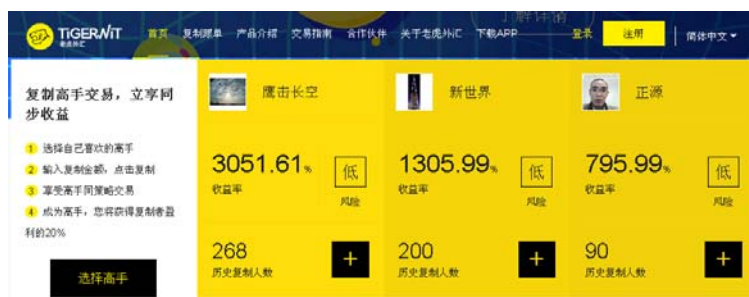 了解详情
TiGERWiT
老虎外汇
首页 复制跟单 产品介绍 交易指南 合作伙伴 关于老虎外汇 下载APP 登录 注册 简体中文
复制高手交易，立享同
步收益
1 选择自己喜欢的高手
2 输入复制金额，点击复制
3 享受高手同策略交易
4 成为高手，您将获得复制者盈
利的20%
选择高手
鹰击长空
3051.61%
收益率
低
风险
268
历史复制人数
+
新世界
1305.99%
收益率
低
风险
200
历史复制人数
+
正源
795.99%
收益率
低
风险
90
历史复制人数
+